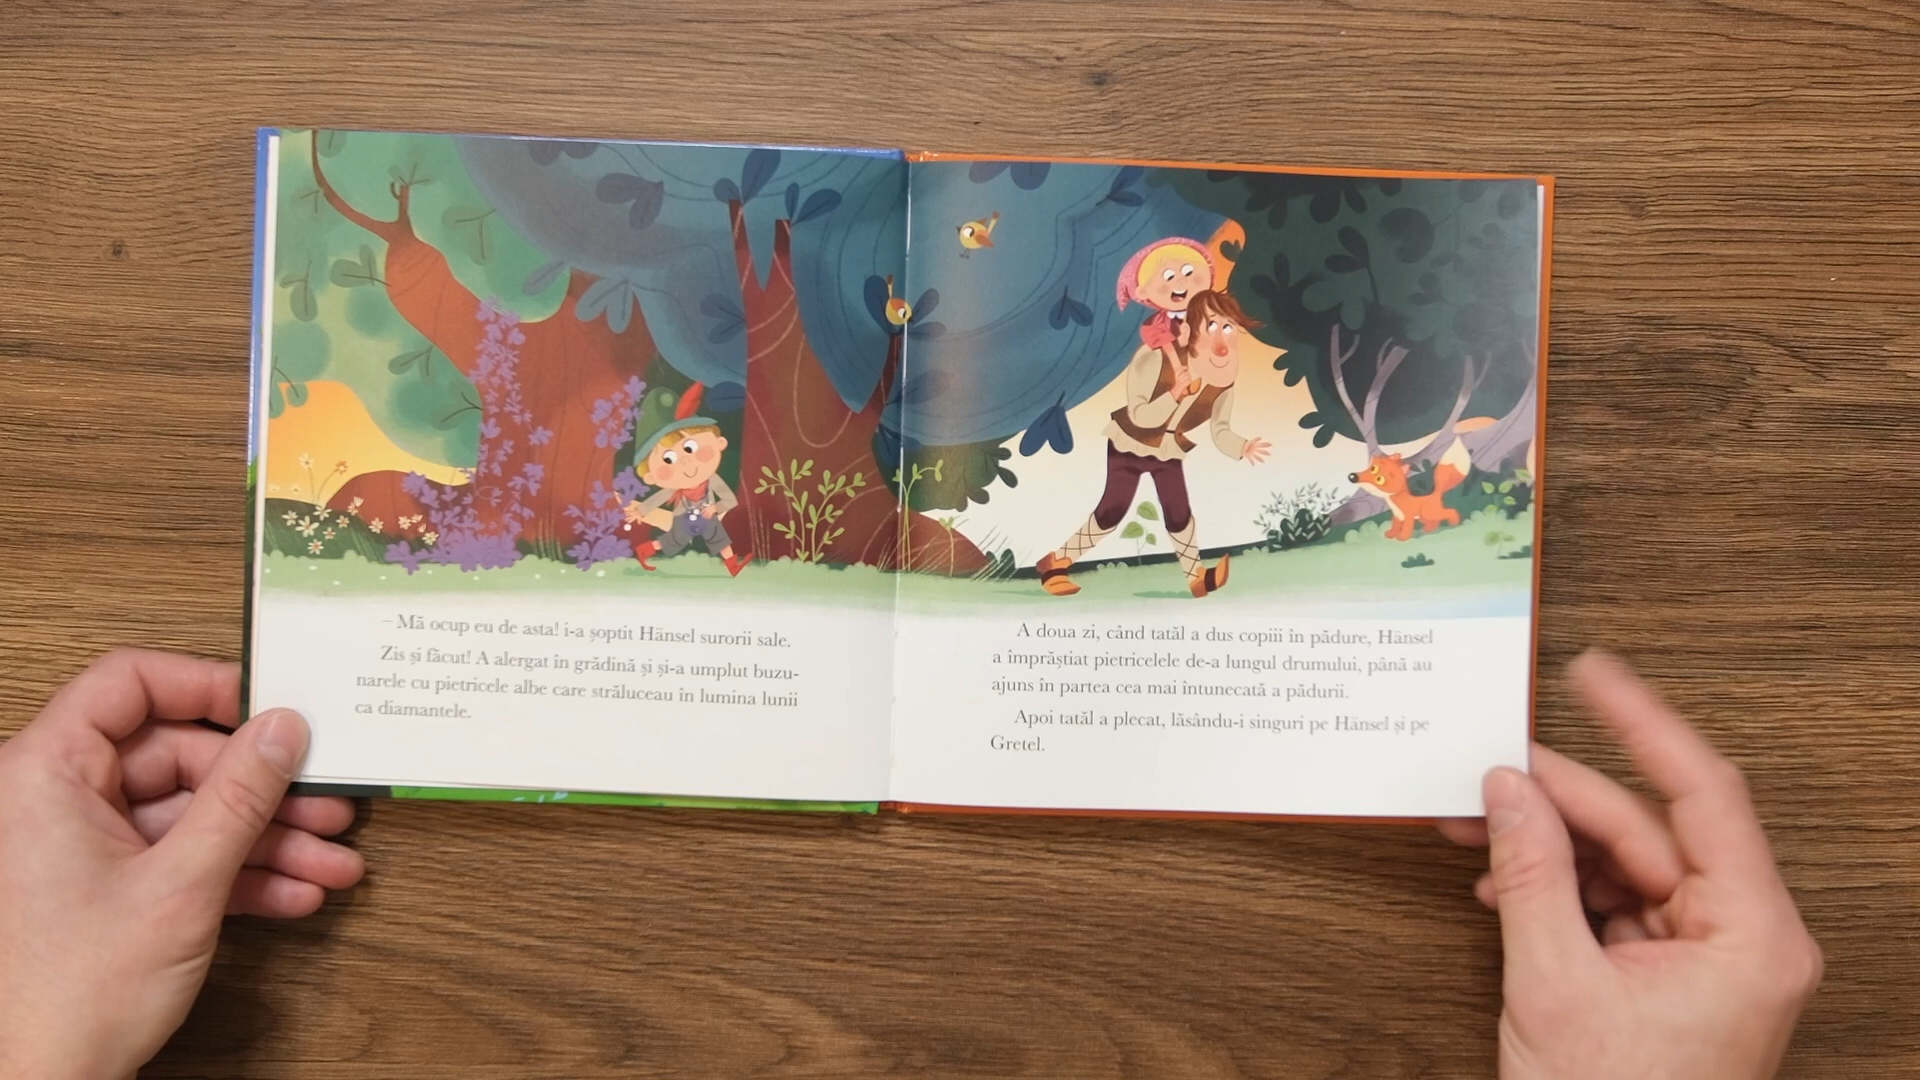 – Mă ocup eu de asta! i-a șoptit Hänsel surorii sale.
Zis și făcut! A alergat în grădină și și-a umplut buzu-
narele cu pietricele albe care străluceau în lumina lunii
ca diamantele.
A doua zi, când tatăl a dus copiii în pădure, Hänsel
a împrăștiat pietricelele de-a lungul drumului, până au
ajuns în partea cea mai întunecată a pădurii.
Apoi tatăl a plecat, lăsându-i singuri pe Hänsel și pe
Gretel.